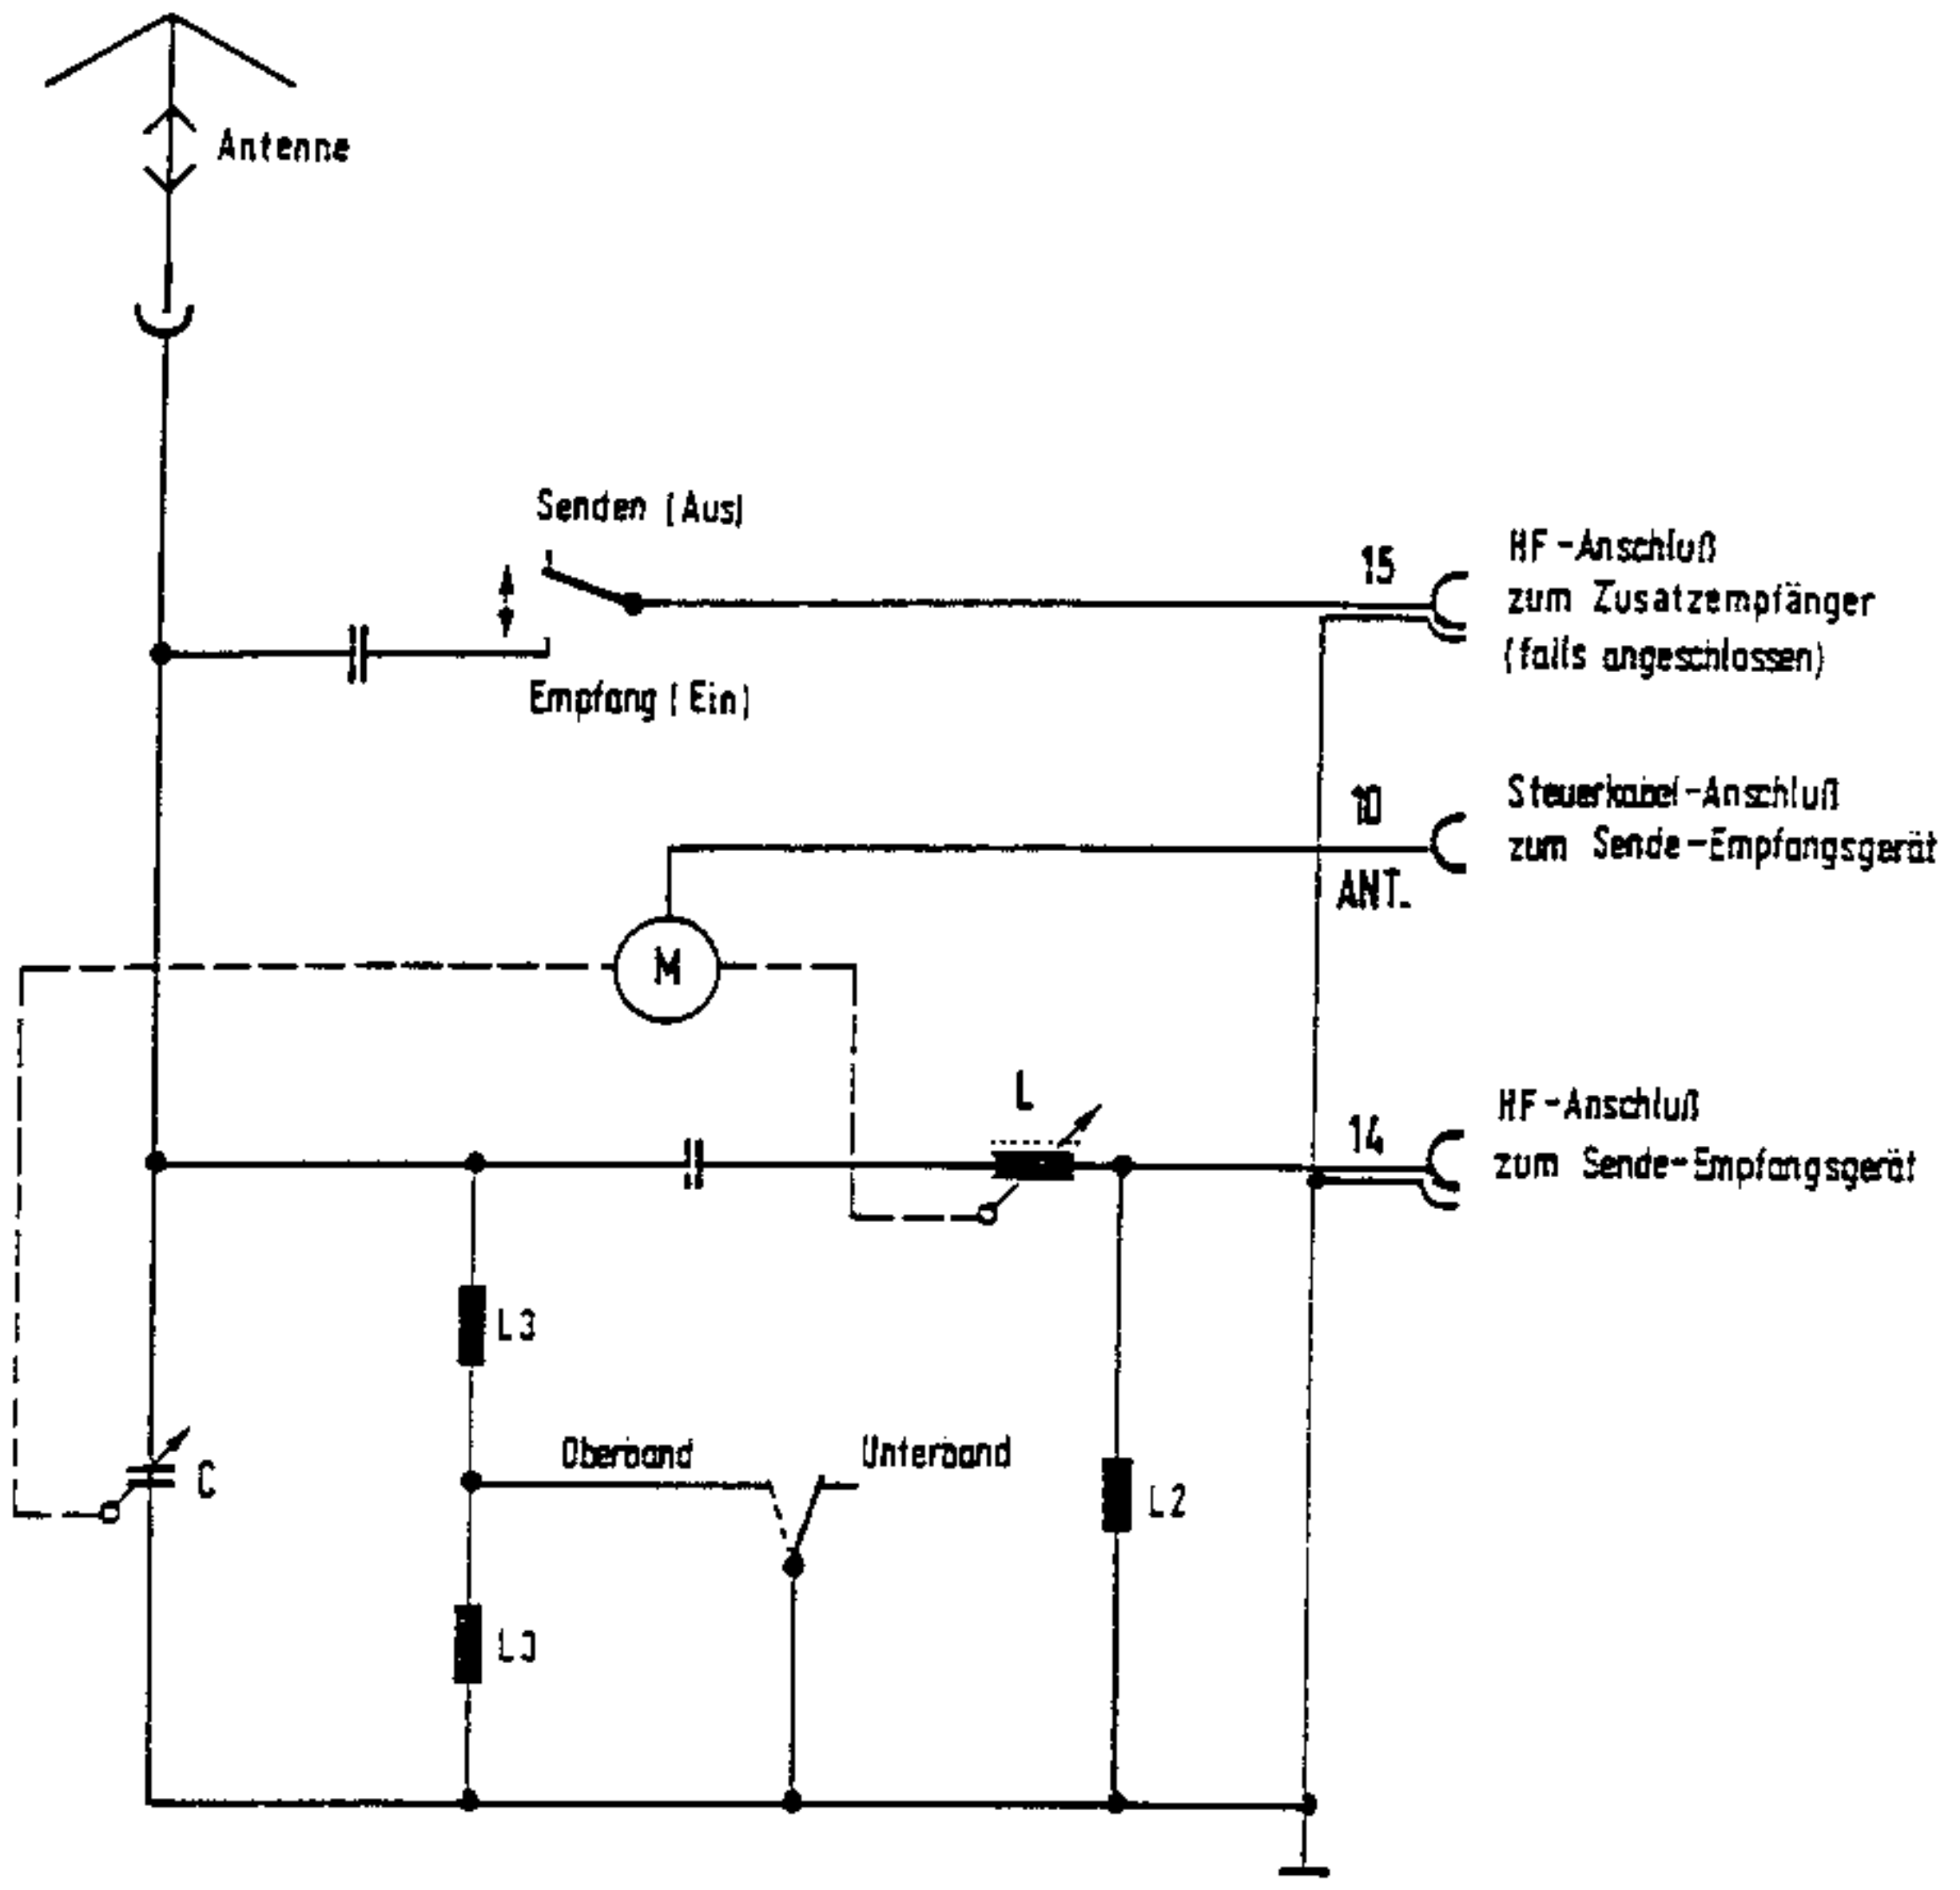 Antenne
Senden (Aus)
Empfang (Ein)
15
HF-Anschluß
zum Zusatzempfänger
(falls angeschlossen)
10
ANT.
Steuerkabel-Anschluß
zum Sende-Empfangsgerät
M
L
14
HF-Anschluß
zum Sende-Empfangsgerät
L3
Oberband
Unterband
C
L2